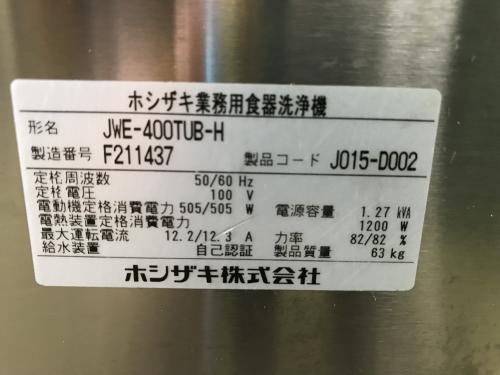 ホシザキ業務用食器洗浄機
形名 JWE-400TUB-H
製造番号 F211437 製品コード J015-D002
定格周波数 50/60 Hz
定格電圧 100 V
電動機定格消費電力 505/505 W 電源容量 1.27 kVA
電熱装置定格消費電力 1200 W
最大運転電流 12.2/12.3 A 力率 82/82 %
給水装置 自己認証 製品質量 63 kg
ホシザキ株式会社